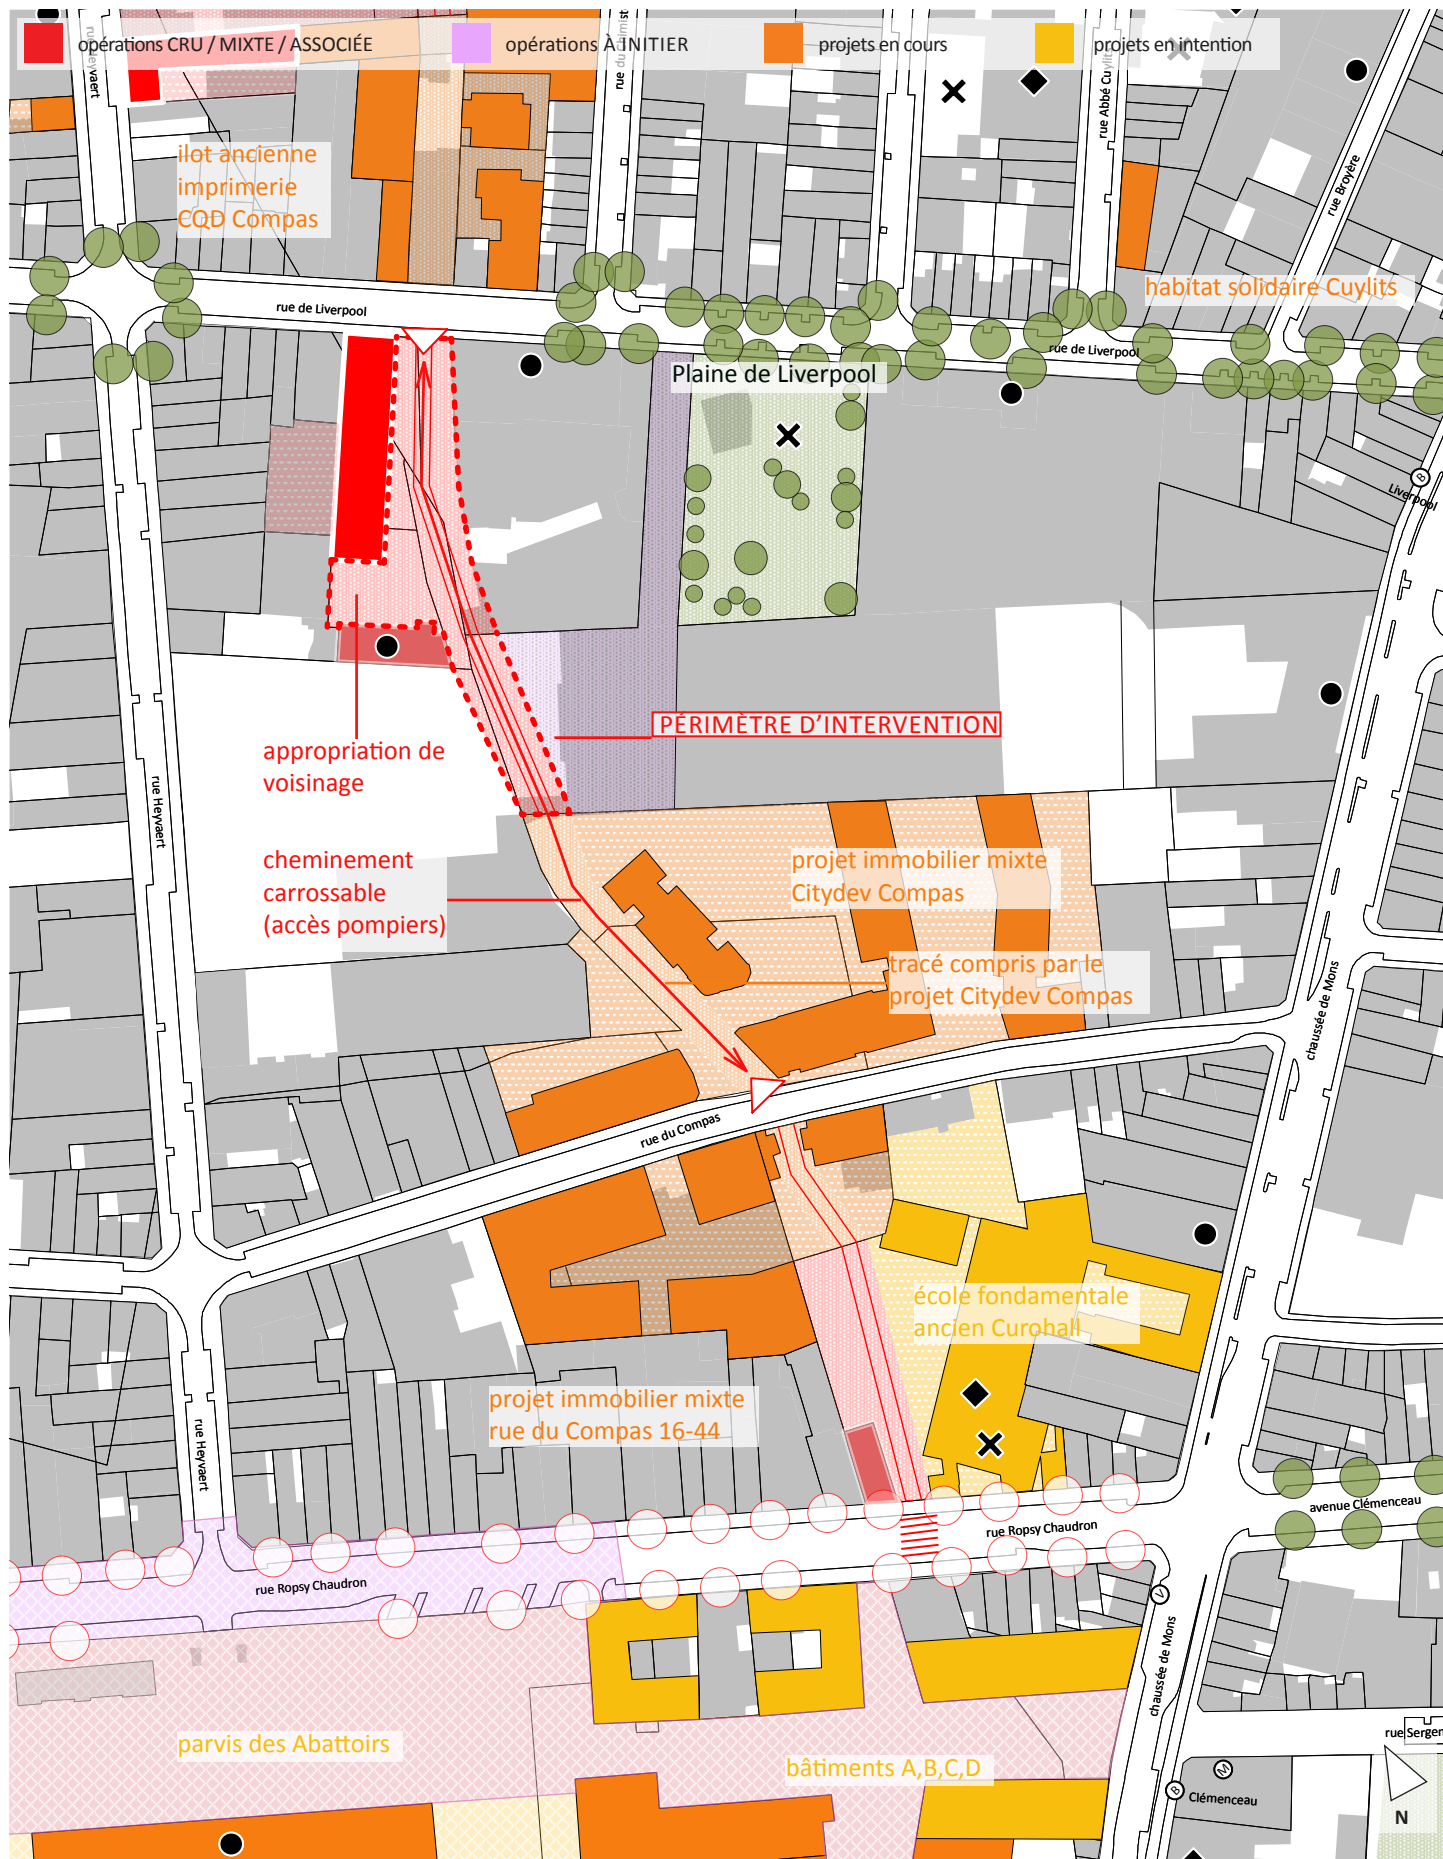 opérations CRU / MIXTE / ASSOCIÉE
opérations À INITIER
projets en cours
projets en intention
rue Heyvaert
rue Abbé Cuylits
rue Broyère
ilot ancienne
imprimerie
CQD Compas
habitat solidaire Cuylits
rue de Liverpool
rue de Liverpool
Plaine de Liverpool
B
Liverpool
PÉRIMÈTRE D'INTERVENTION
appropriation de
voisinage
rue Heyvaert
cheminement
carrossable
(accès pompiers)
projet immobilier mixte
Citydev Compas
tracé compris par le
projet Citydev Compas
chaussée de Mons
rue du Compas
école fondamentale
ancien Curohall
projet immobilier mixte
rue du Compas 16-44
rue Heyvaert
avenue Clémenceau
rue Ropsy Chaudron
rue Ropsy Chaudron
V
chaussée de Mons
parvis des Abattoirs
bâtiments A,B,C,D
rue Sergen
M
B
Clémenceau
N